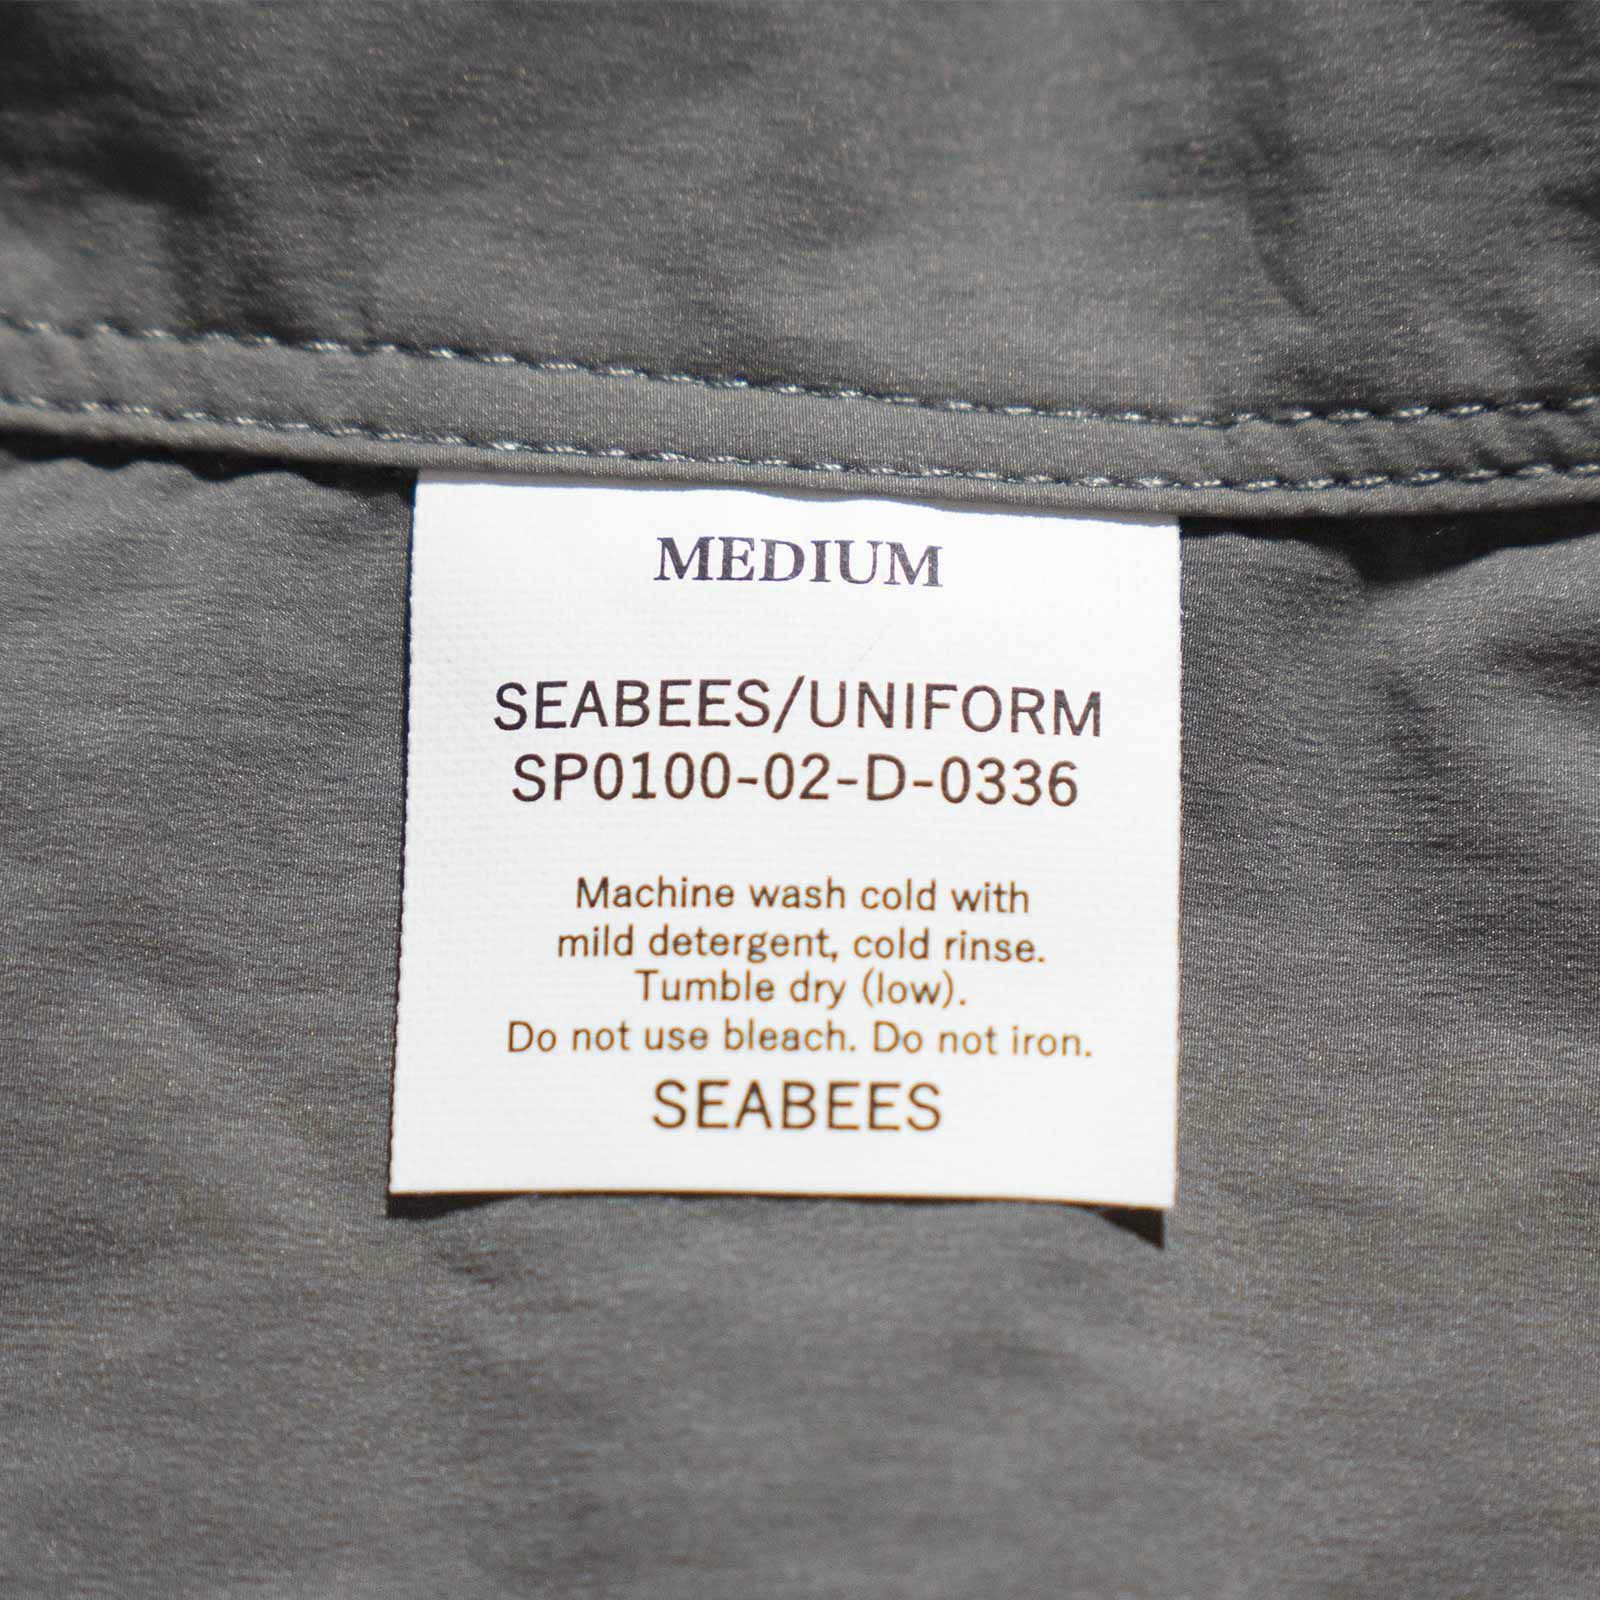 MEDIUM
SEABEES/UNIFORM
SP0100-02-D-0336
Machine wash cold with
mild detergent, cold rinse.
Tumble dry (low).
Do not use bleach. Do not iron.
SEABEES